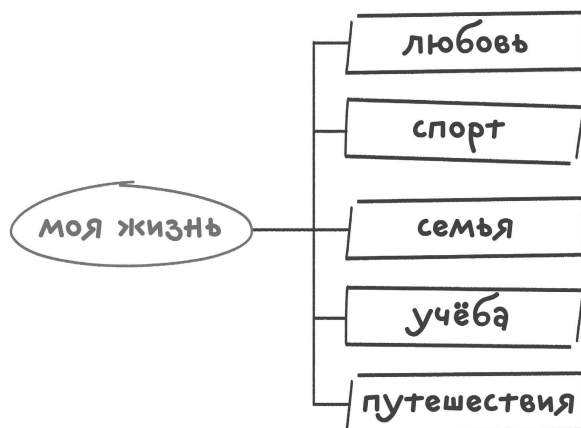 любовь
спорт
моя жизнь
семья
учёба
путешествия